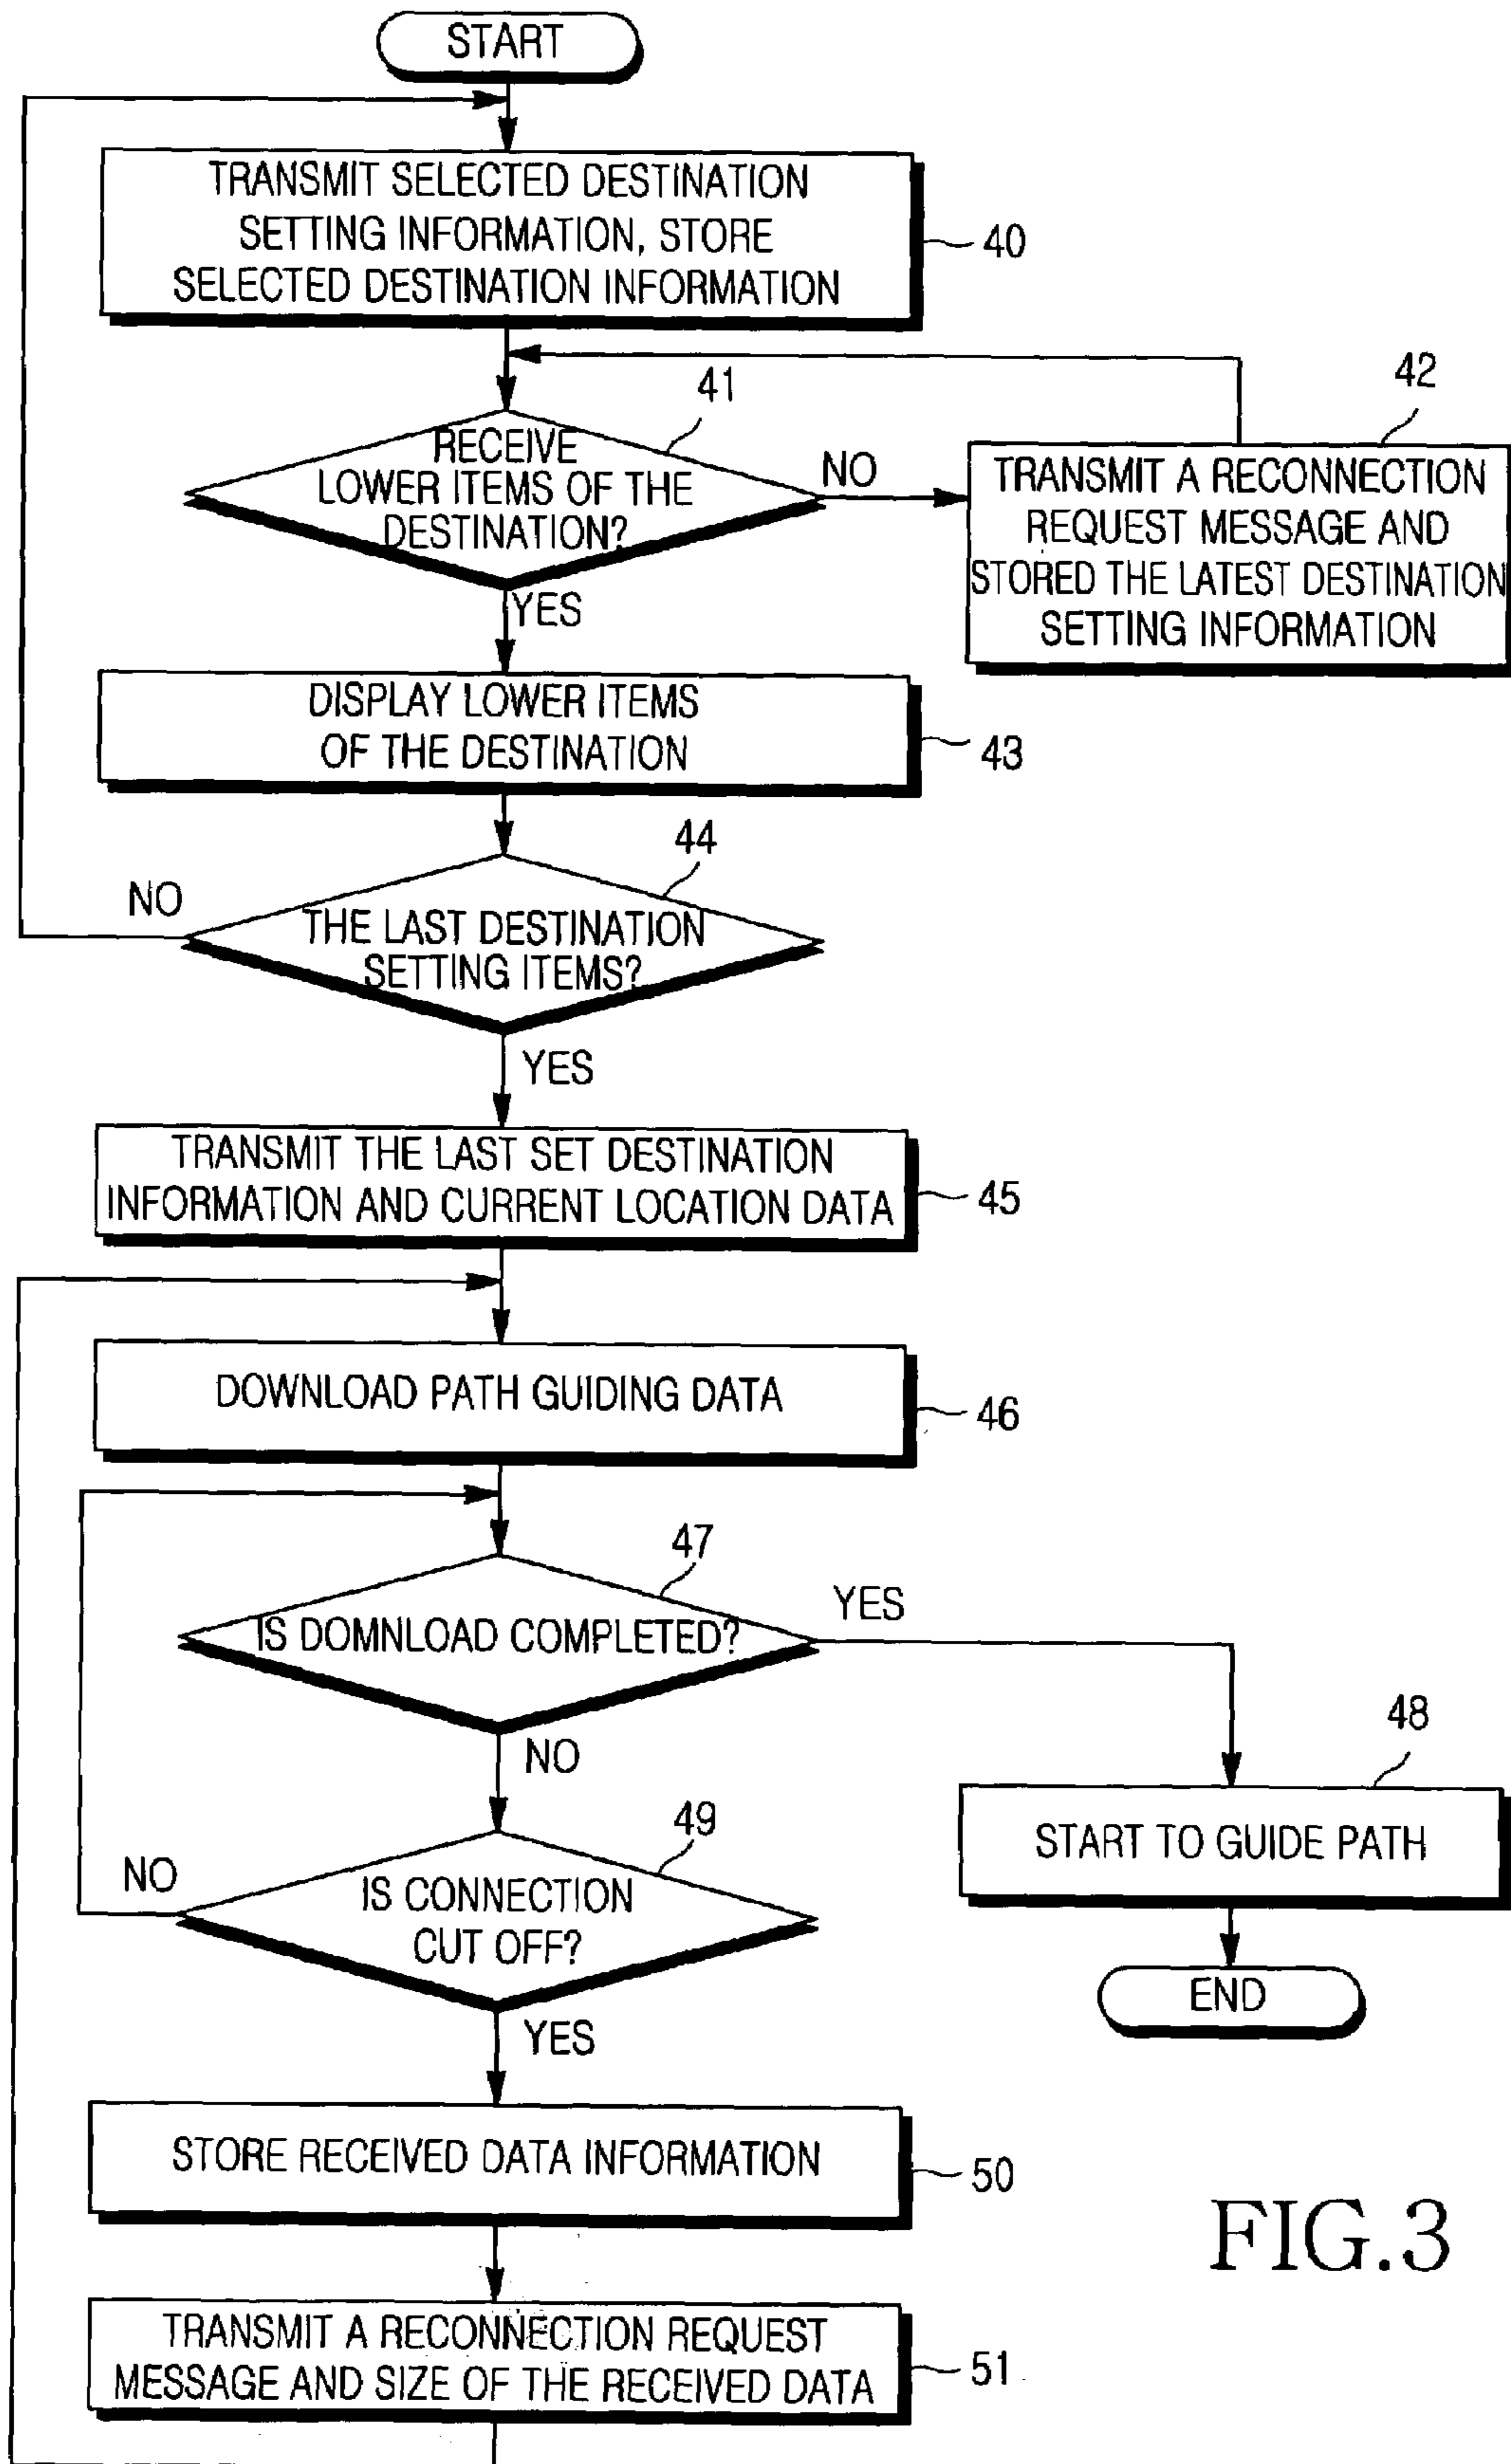 START
TRANSMIT SELECTED DESTINATION
SETTING INFORMATION, STORE
SELECTED DESTINATION INFORMATION
40
41
RECEIVE
LOWER ITEMS OF THE
DESTINATION?
NO
42
TRANSMIT A RECONNECTION
REQUEST MESSAGE AND
STORED THE LATEST DESTINATION
SETTING INFORMATION
YES
DISPLAY LOWER ITEMS
OF THE DESTINATION
43
44
NO
THE LAST DESTINATION
SETTING ITEMS?
YES
TRANSMIT THE LAST SET DESTINATION
INFORMATION AND CURRENT LOCATION DATA
45
DOWNLOAD PATH GUIDING DATA
46
47
IS DOMNLOAD COMPLETED?
YES
NO
48
START TO GUIDE PATH
END
49
NO
IS CONNECTION
CUT OFF?
YES
STORE RECEIVED DATA INFORMATION
50
TRANSMIT A RECONNECTION REQUEST
MESSAGE AND SIZE OF THE RECEIVED DATA
51
FIG.3